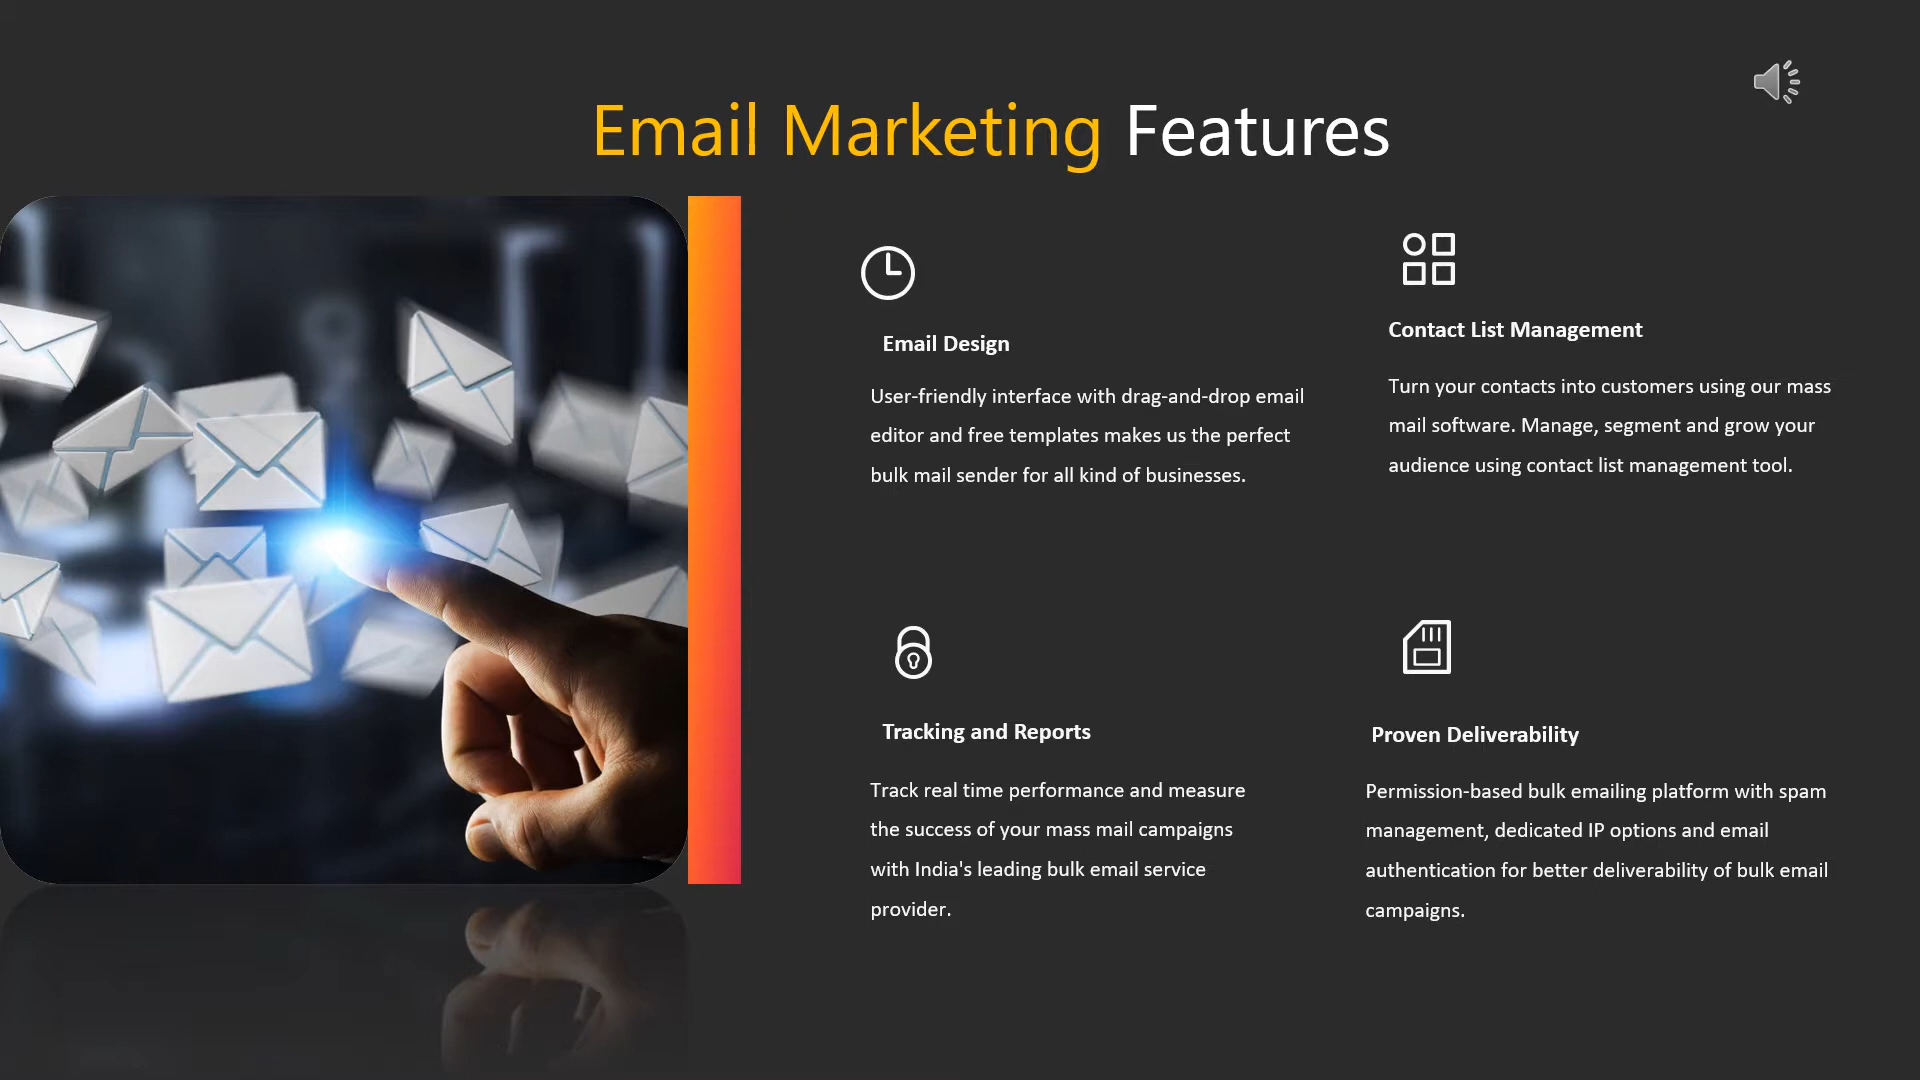 Email Marketing Features
Email Design
User-friendly interface with drag-and-drop email
editor and free templates makes us the perfect
bulk mail sender for all kind of businesses.
Contact List Management
Turn your contacts into customers using our mass
mail software. Manage, segment and grow your
audience using contact list management tool.
Tracking and Reports
Track real time performance and measure
the success of your mass mail campaigns
with India's leading bulk email service
provider.
Proven Deliverability
Permission-based bulk emailing platform with spam
management, dedicated IP options and email
authentication for better deliverability of bulk email
campaigns.